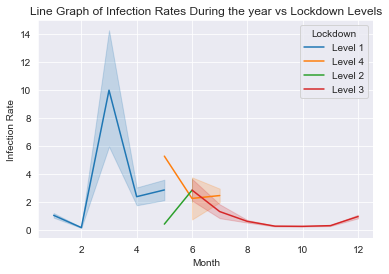 Line Graph of Infection Rates During the year vs Lockdown Levels
Lockdown
Level 1
Level 4
Level 2
Level 3
Infection Rate
14
12
10
8
6
4
2
0
2 4 6 8 10 12
Month